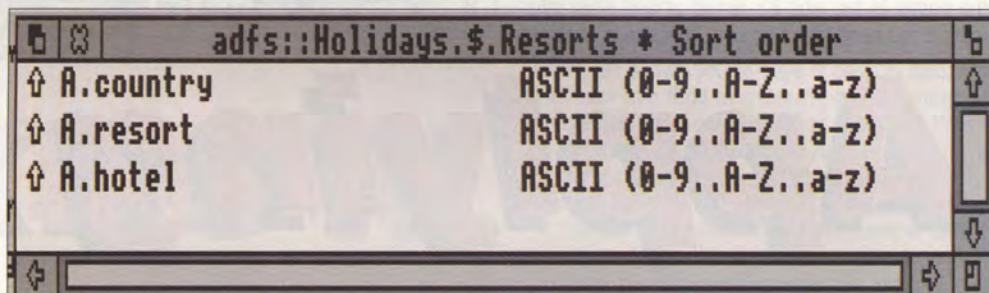 adfs::Holidays.$.Resorts * Sort order
⇧ A.country ASCII (0-9..A-Z..a-z)
⇧ A.resort ASCII (0-9..A-Z..a-z)
⇧ A.hotel ASCII (0-9..A-Z..a-z)